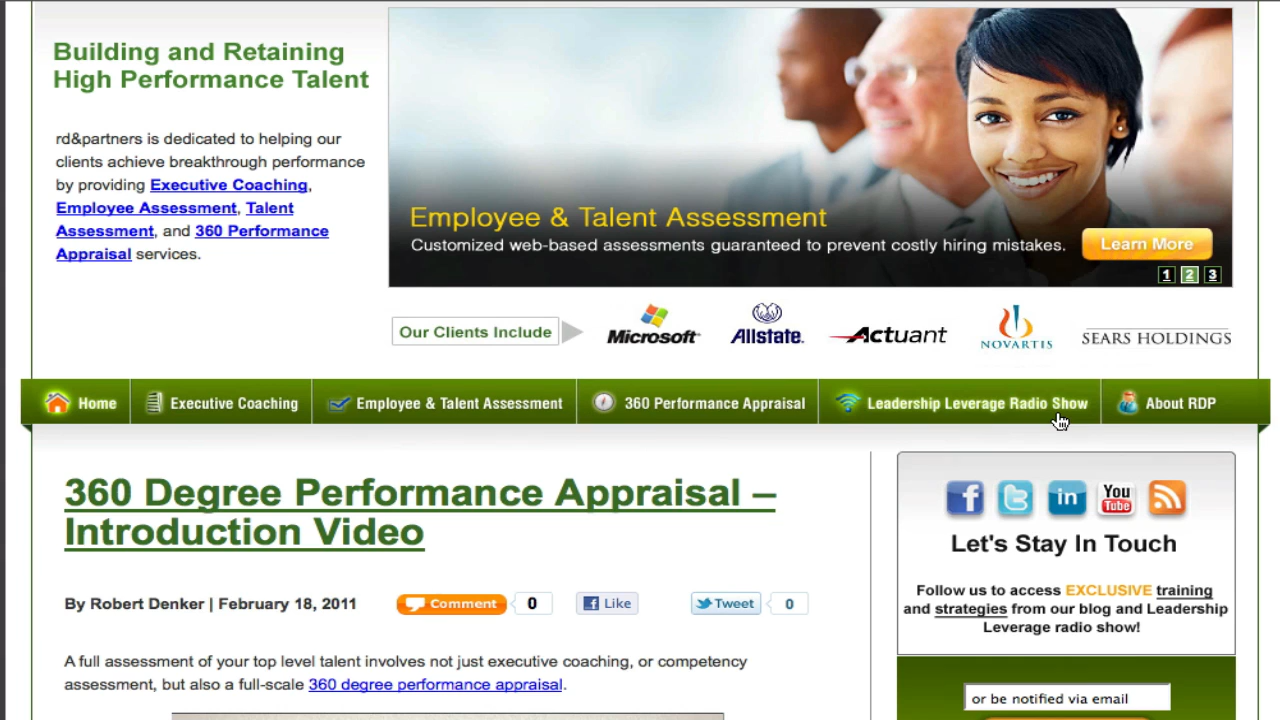 Building and Retaining
High Performance Talent
rd&partners is dedicated to helping our
clients achieve breakthrough performance
by providing Executive Coaching,
Employee Assessment, Talent
Assessment, and 360 Performance
Appraisal services.
Employee & Talent Assessment
Customized web-based assessments guaranteed to prevent costly hiring mistakes.
Learn More
1 2 3
Our Clients Include
Microsoft
Allstate.
Actuant
NOVARTIS
SEARS HOLDINGS
Home
Executive Coaching
Employee & Talent Assessment
360 Performance Appraisal
Leadership Leverage Radio Show
About RDP
360 Degree Performance Appraisal –
Introduction Video
By Robert Denker | February 18, 2011
Comment 0
Like
Tweet 0
A full assessment of your top level talent involves not just executive coaching, or competency
assessment, but also a full-scale 360 degree performance appraisal.
f t in You Tube
Let's Stay In Touch
Follow us to access EXCLUSIVE training
and strategies from our blog and Leadership
Leverage radio show!
or be notified via email